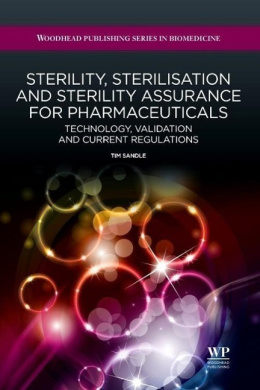 WOODHEAD PUBLISHING SERIES IN BIOMEDICINE
STERILITY, STERILISATION
AND STERILITY ASSURANCE
FOR PHARMACEUTICALS
TECHNOLOGY, VALIDATION
AND CURRENT REGULATIONS
TIM SANDLE
WP
WOODHEAD
PUBLISHING